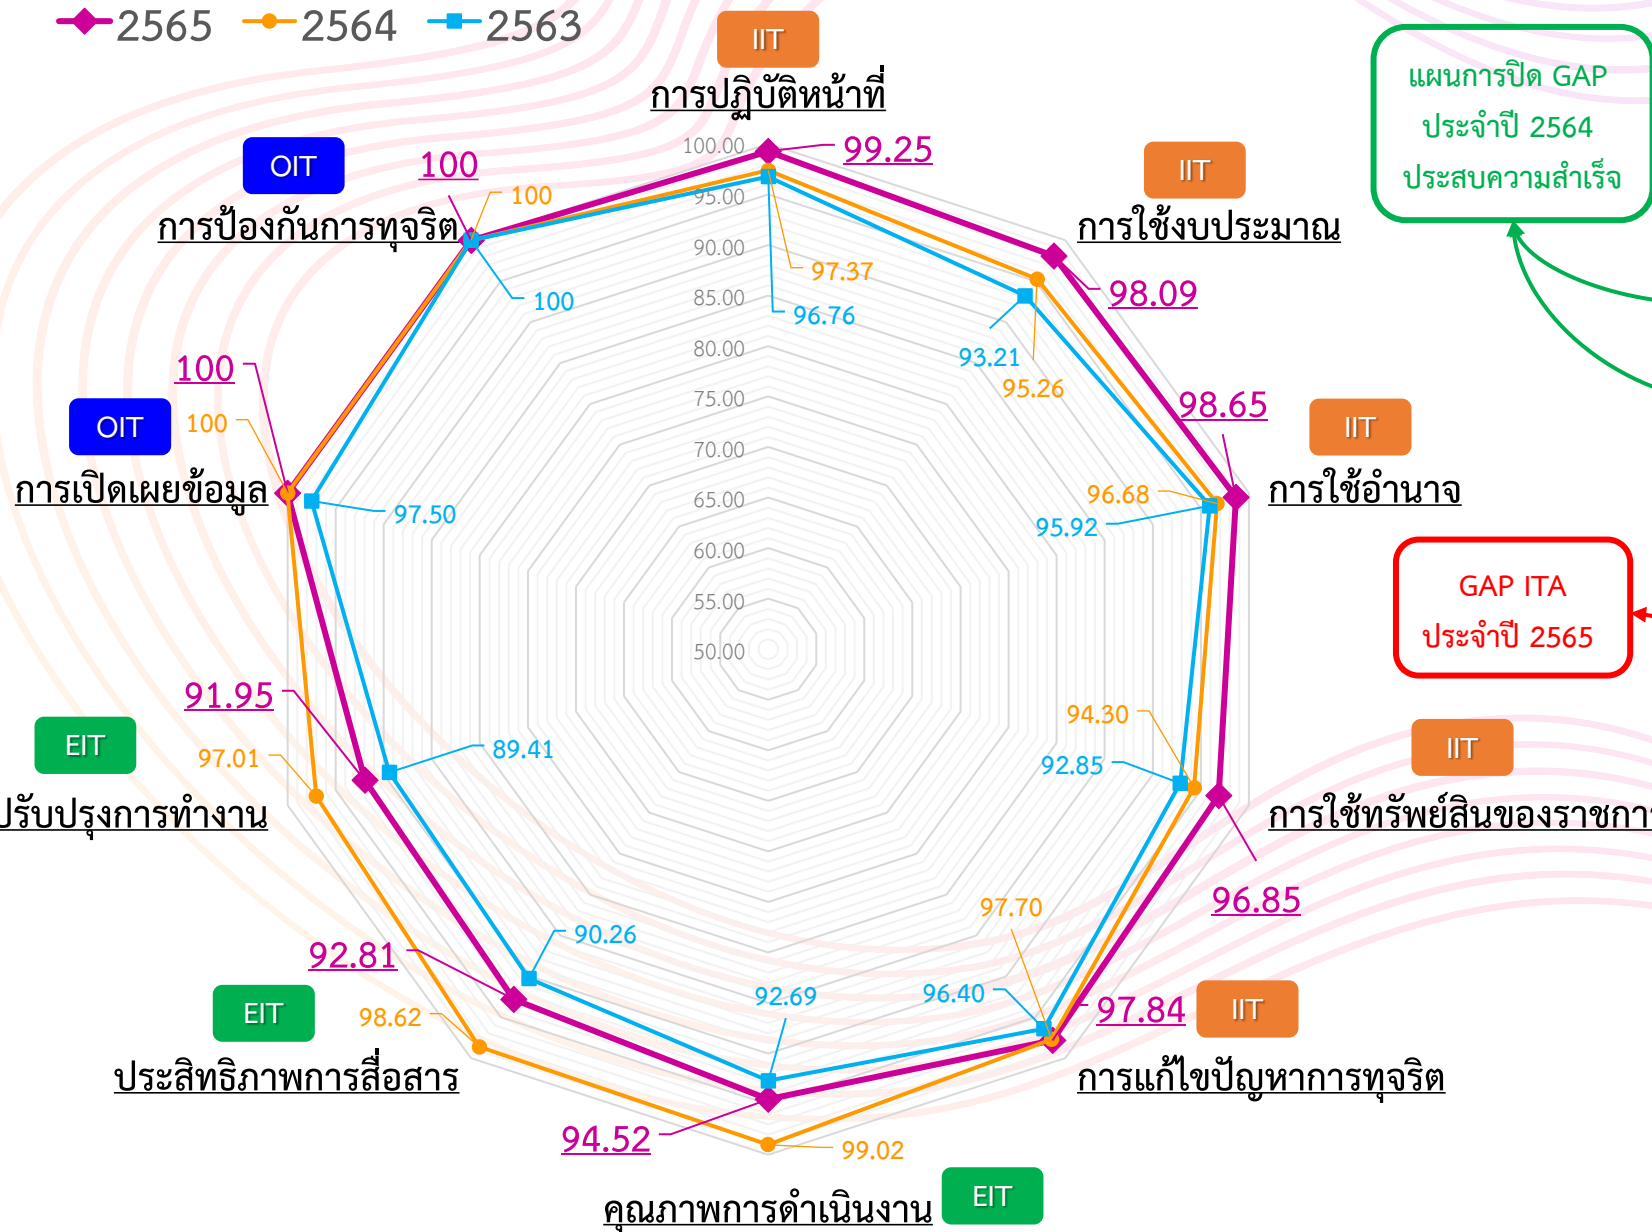 2565 2564 2563
IIT
การปฏิบัติหน้าที่
แผนการปิด GAP
ประจำปี 2564
ประสบความสำเร็จ
OIT
การป้องกันการทุจริต
100
100
100
99.25
97.37
96.76
IIT
การใช้งบประมาณ
98.09
93.21
95.26
100.00
95.00
90.00
85.00
80.00
75.00
70.00
65.00
60.00
55.00
50.00
100
OIT
100
การเปิดเผยข้อมูล
97.50
98.65
IIT
96.68
การใช้อำนาจ
95.92
GAP ITA
ประจำปี 2565
91.95
EIT
97.01
89.41
ปรับปรุงการทำงาน
94.30
92.85
IIT
การใช้ทรัพย์สินของราชการ
96.85
92.81
90.26
EIT
98.62
ประสิทธิภาพการสื่อสาร
97.70
96.40
97.84
IIT
การแก้ไขปัญหาการทุจริต
92.69
94.52
99.02
EIT
คุณภาพการดำเนินงาน